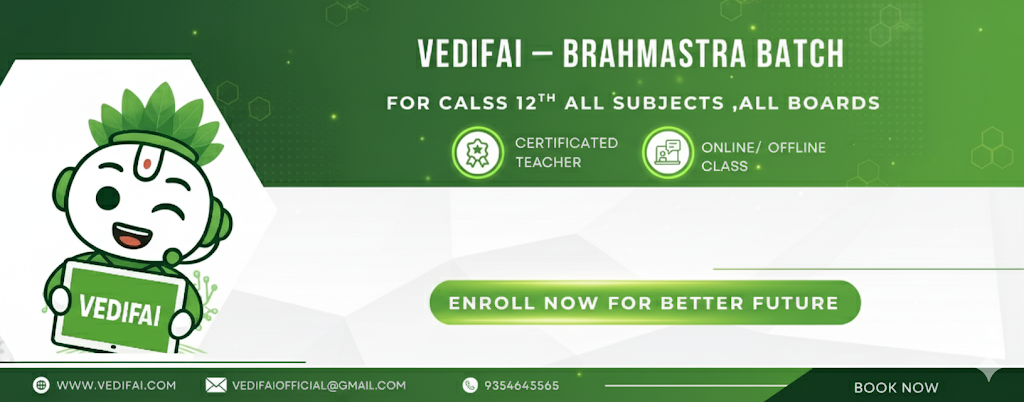 VEDIFAI – BRAHMASTRA BATCH
FOR CALSS 12TH ALL SUBJECTS ,ALL BOARDS
CERTIFICATED
TEACHER
ONLINE/ OFFLINE
CLASS
VEDIFAI
ENROLL NOW FOR BETTER FUTURE
WWW.VEDIFAI.COM
VEDIFAIOFFICIAL@GMAIL.COM
9354645565
BOOK NOW